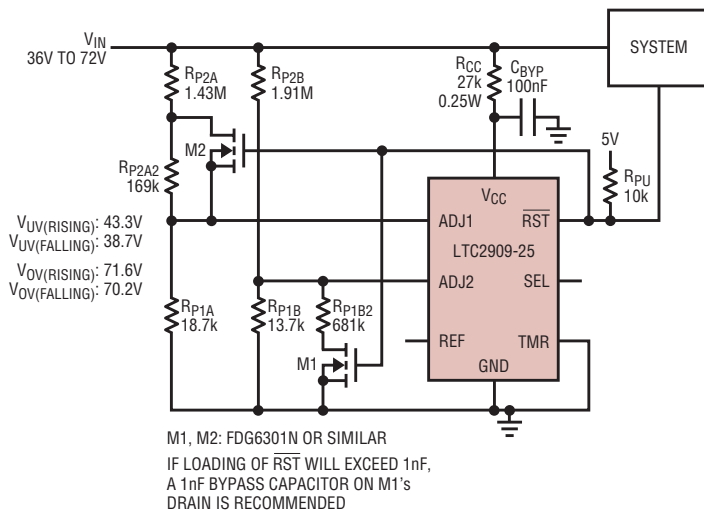 VIN
36V TO 72V
SYSTEM
RP2A
1.43M
RP2B
1.91M
RCC
27k
0.25W
CBYP
100nF
M2
5V
RPU
10k
RP2A2
169k
VUV(RISING): 43.3V
VUV(FALLING): 38.7V
VOV(RISING): 71.6V
VOV(FALLING): 70.2V
VCC
ADJ1
RST
LTC2909-25
ADJ2
SEL
REF
TMR
GND
RP1A
18.7k
RP1B
13.7k
RP1B2
681k
M1
M1, M2: FDG6301N OR SIMILAR
IF LOADING OF RST WILL EXCEED 1nF,
A 1nF BYPASS CAPACITOR ON M1's
DRAIN IS RECOMMENDED